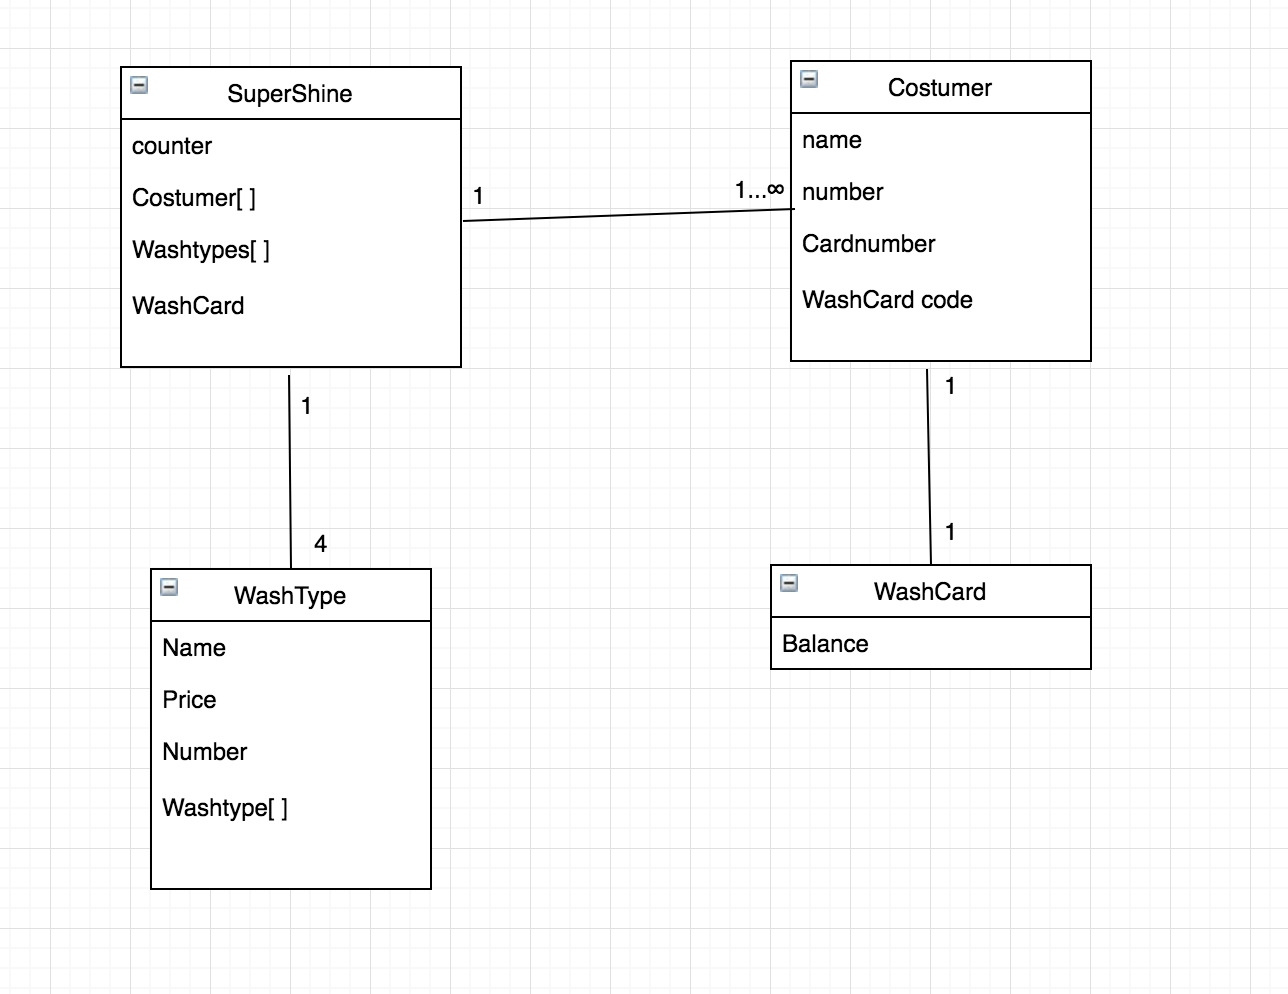 SuperShine
counter
Costumer[ ]
Washtypes[ ]
WashCard
1
1...∞
Costumer
name
number
Cardnumber
WashCard code
1
4
1
1
WashType
Name
Price
Number
Washtype[ ]
WashCard
Balance